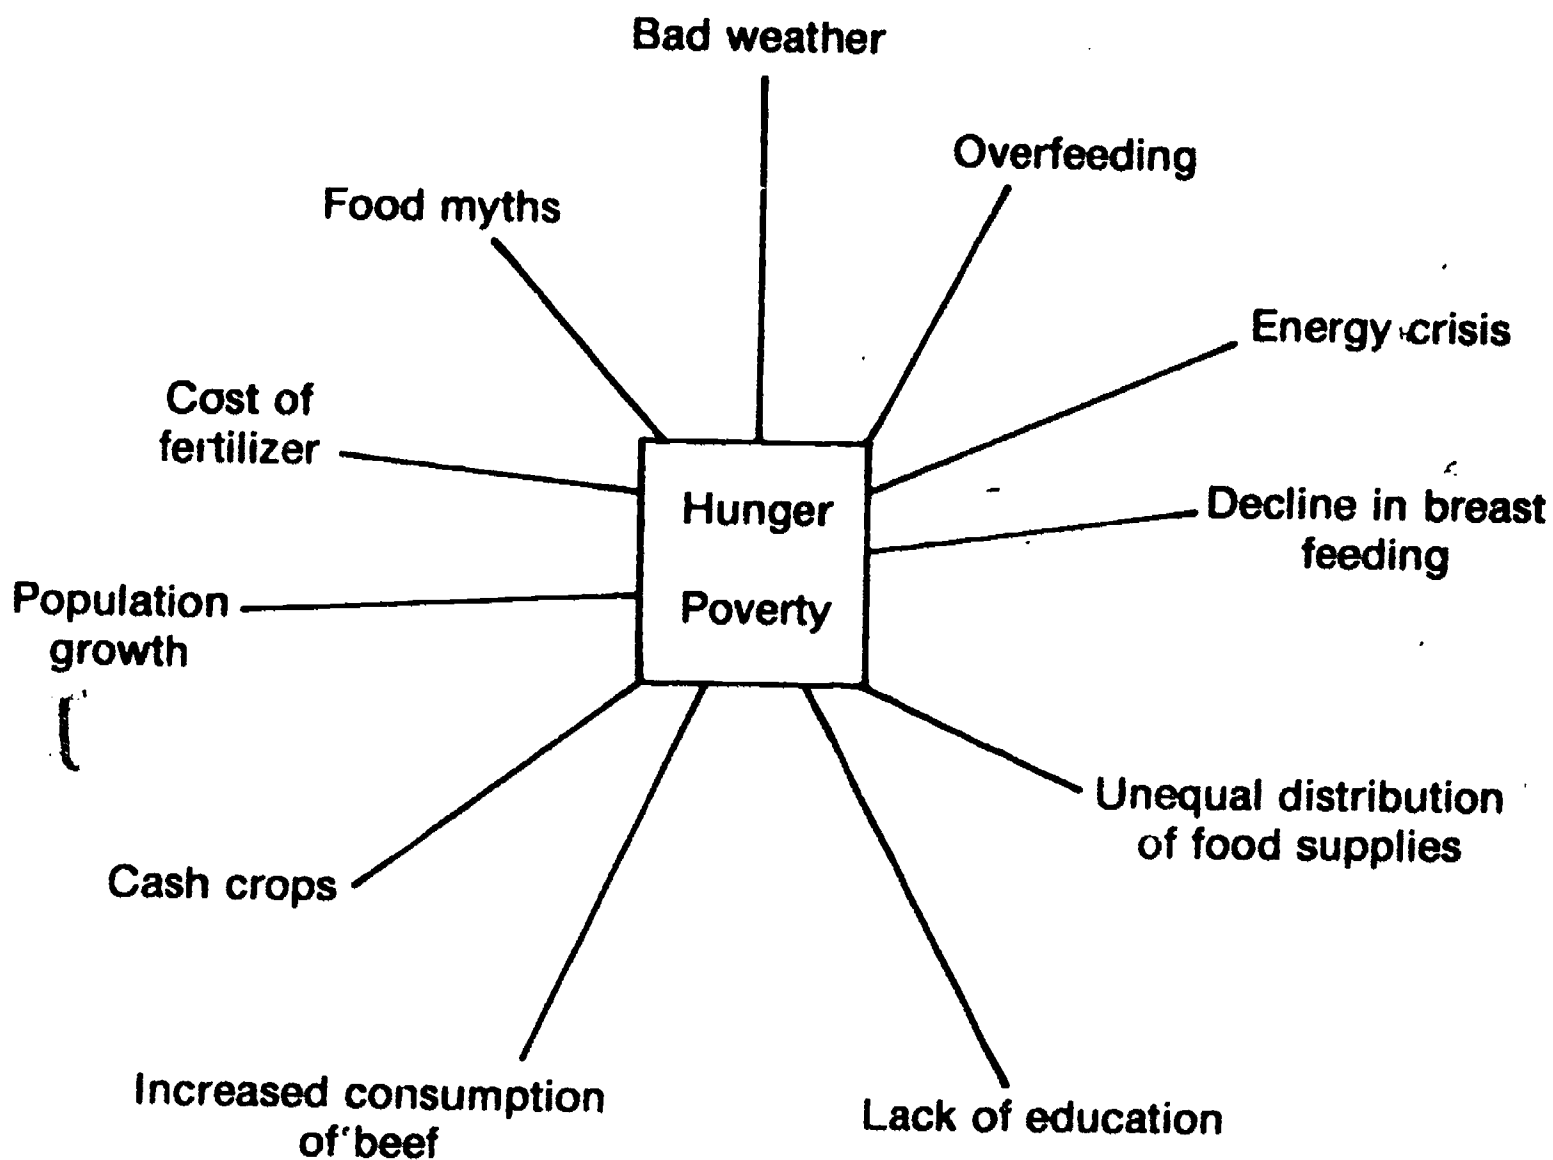 Bad weather
Overfeeding
Food myths
Energy crisis
Cost of
fertilizer
Hunger
Decline in breast
feeding
Poverty
Population
growth
Unequal distribution
of food supplies
Cash crops
Increased consumption
of beef
Lack of education